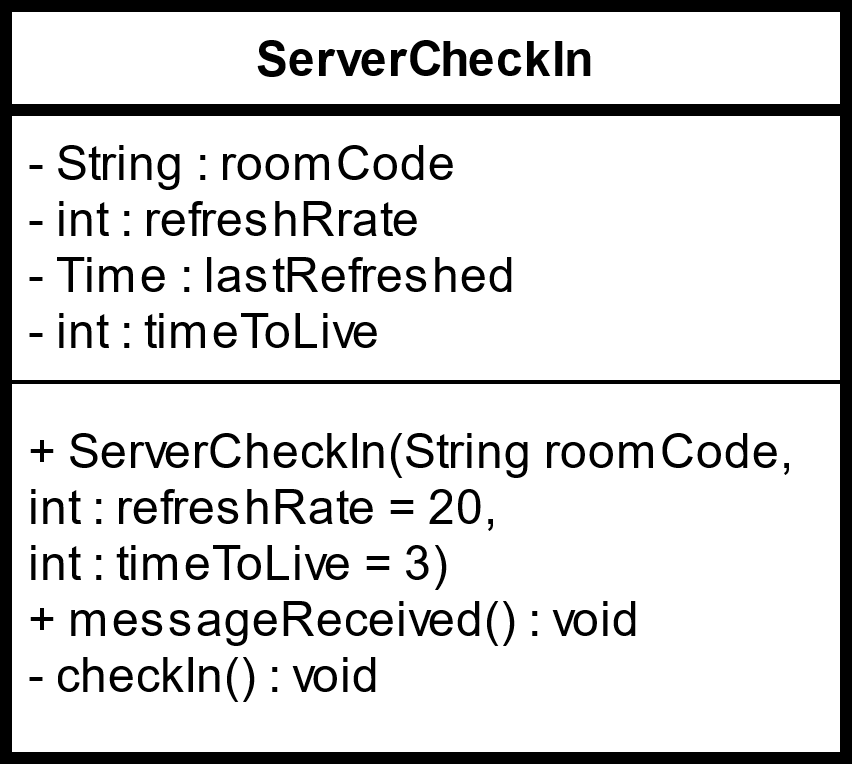 ServerCheckIn
- String : roomCode
- int : refreshRrate
- Time : lastRefreshed
- int : timeToLive
+ ServerCheckIn(String roomCode,
int : refreshRate = 20,
int : timeToLive = 3)
+ messageReceived() : void
- checkIn() : void